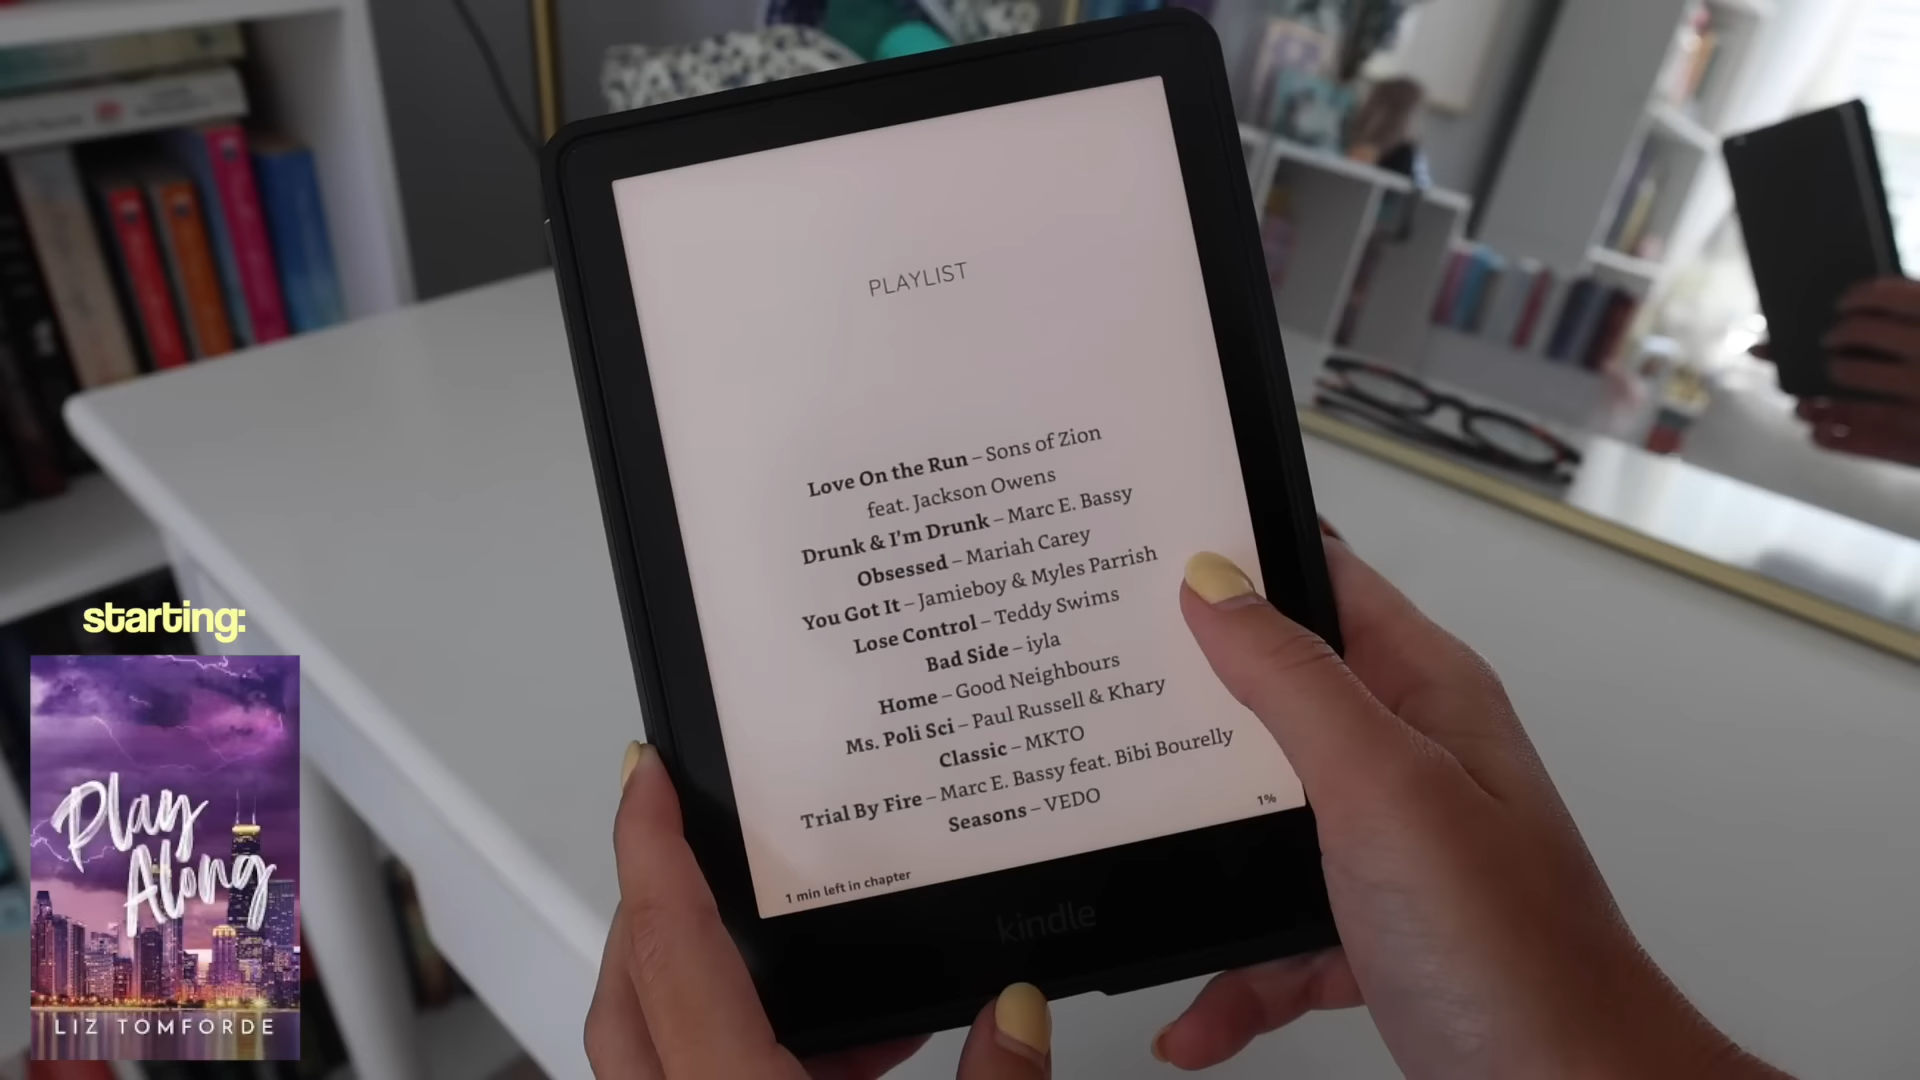 PLAYLIST
Love On the Run – Sons of Zion
feat. Jackson Owens
Drunk & I'm Drunk – Marc E. Bassy
Obsessed – Mariah Carey
You Got It – Jamieboy & Myles Parrish
Lose Control – Teddy Swims
Bad Side – iyla
Home – Good Neighbours
Ms. Poli Sci – Paul Russell & Khary
Classic – MKTO
Trial By Fire – Marc E. Bassy feat. Bibi Bourelly
Seasons – VEDO
1 min left in chapter
1%
kindle
starting:
Play
Along
LIZ TOMFORDE